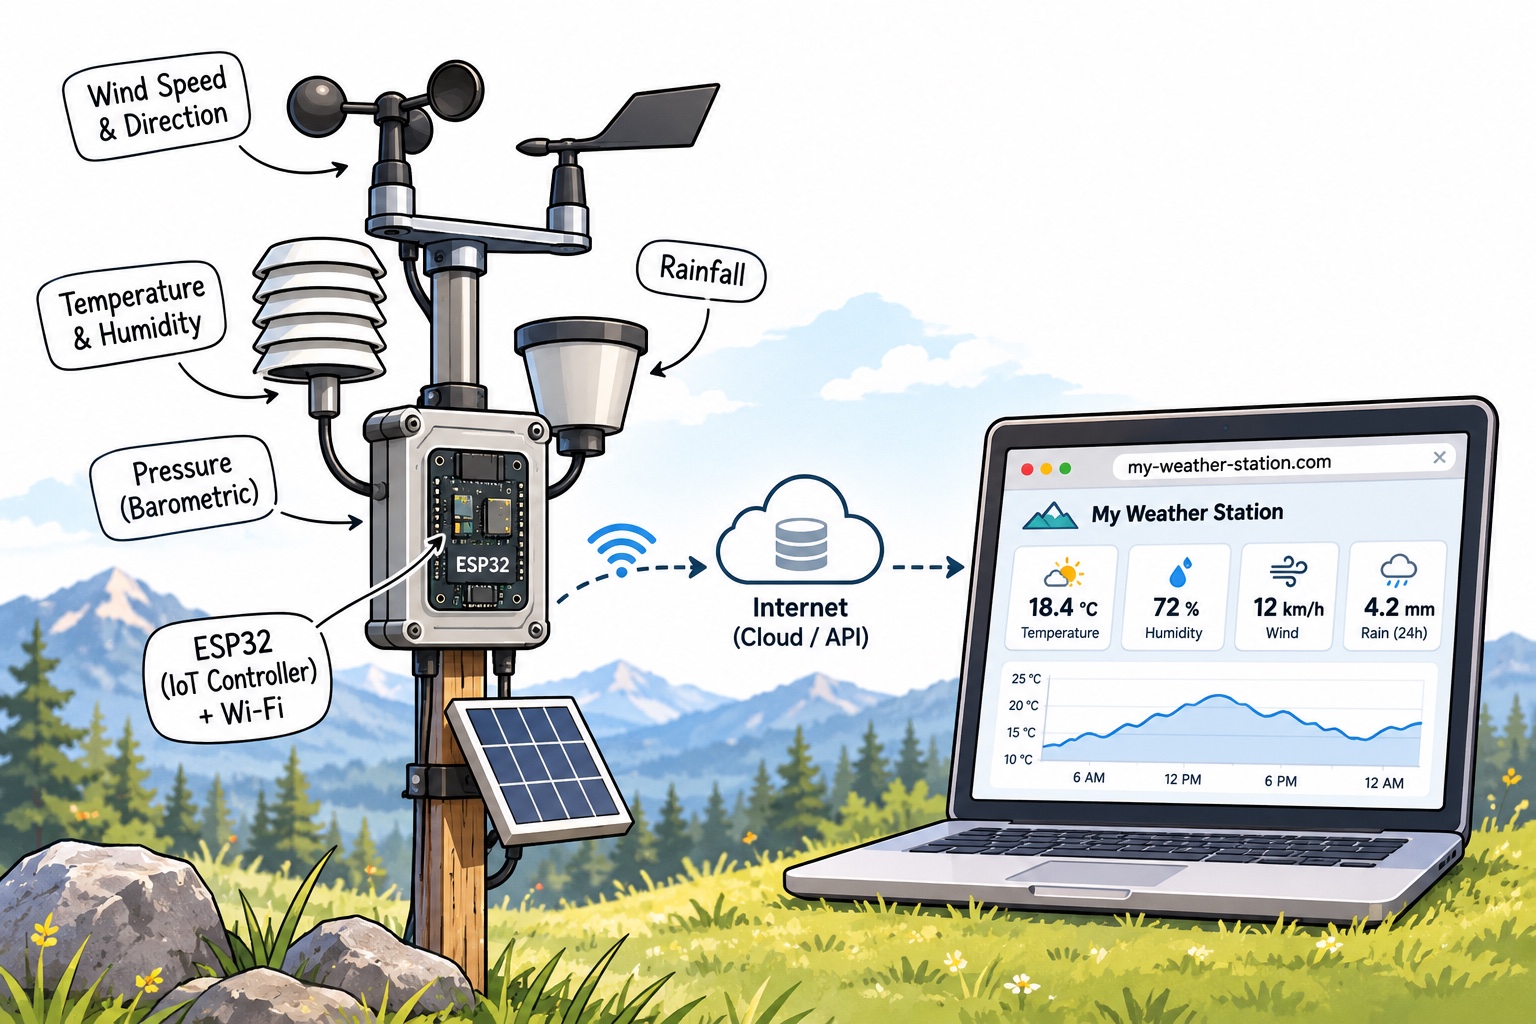 Wind Speed
& Direction
Temperature
& Humidity
Rainfall
Pressure
(Barometric)
ESP32
ESP32
(IoT Controller)
+ Wi-Fi
Internet
(Cloud / API)
my-weather-station.com
My Weather Station
18.4 °C
Temperature
72 %
Humidity
12 km/h
Wind
4.2 mm
Rain (24h)
25 °C
20 °C
15 °C
10 °C
6 AM
12 PM
6 PM
12 AM